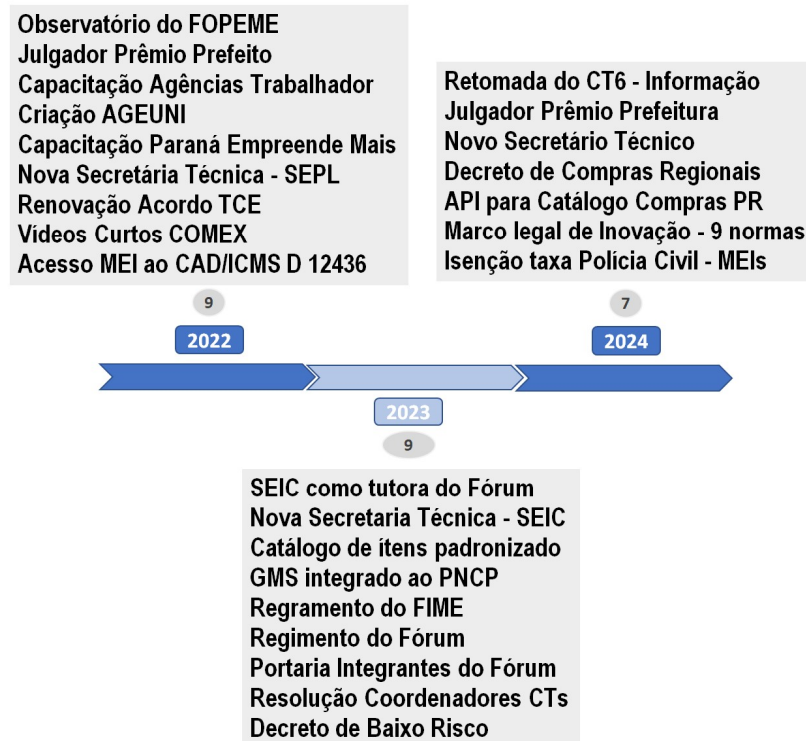 Observatório do FOPEME
Julgador Prêmio Prefeito
Capacitação Agências Trabalhador
Criação AGEUNI
Capacitação Paraná Empreende Mais
Nova Secretária Técnica - SEPL
Renovação Acordo TCE
Vídeos Curtos COMEX
Acesso MEI ao CAD/ICMS D 12436
9
2022
Retomada do CT6 - Informação
Julgador Prêmio Prefeitura
Novo Secretário Técnico
Decreto de Compras Regionais
API para Catálogo Compras PR
Marco legal de Inovação - 9 normas
Isenção taxa Polícia Civil - MEIs
7
2024
2023
9
SEIC como tutora do Fórum
Nova Secretaria Técnica - SEIC
Catálogo de ítens padronizado
GMS integrado ao PNCP
Regramento do FIME
Regimento do Fórum
Portaria Integrantes do Fórum
Resolução Coordenadores CTs
Decreto de Baixo Risco